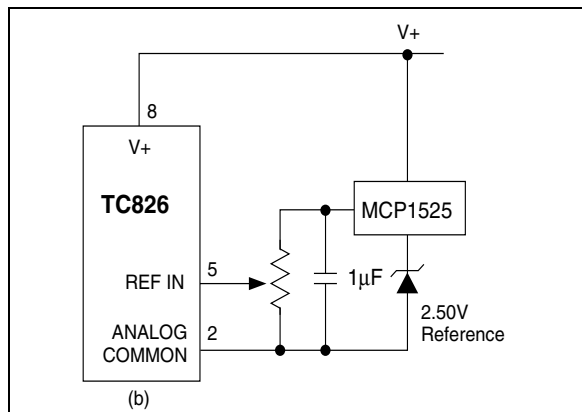 V+
8
V+
TC826
MCP1525
5
REF IN
1µF
2.50V
Reference
2
ANALOG
COMMON
(b)